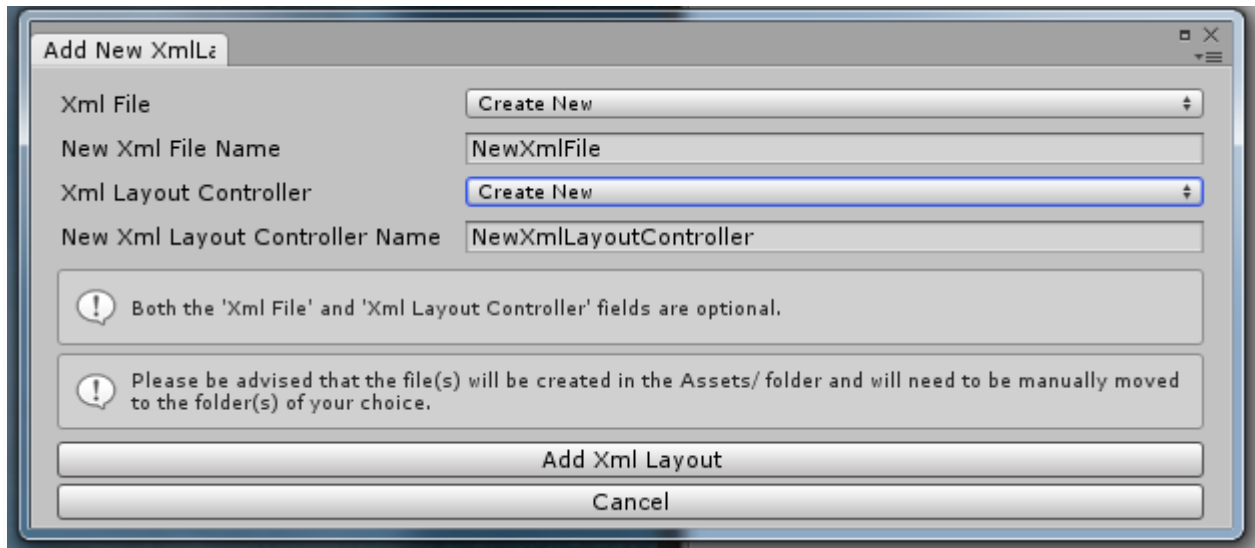 Add New XmlLa
Xml File
Create New
New Xml File Name
NewXmlFile
Xml Layout Controller
Create New
New Xml Layout Controller Name
NewXmlLayoutController
Both the 'Xml File' and 'Xml Layout Controller' fields are optional.
Please be advised that the file(s) will be created in the Assets/ folder and will need to be manually moved
to the folder(s) of your choice.
Add Xml Layout
Cancel